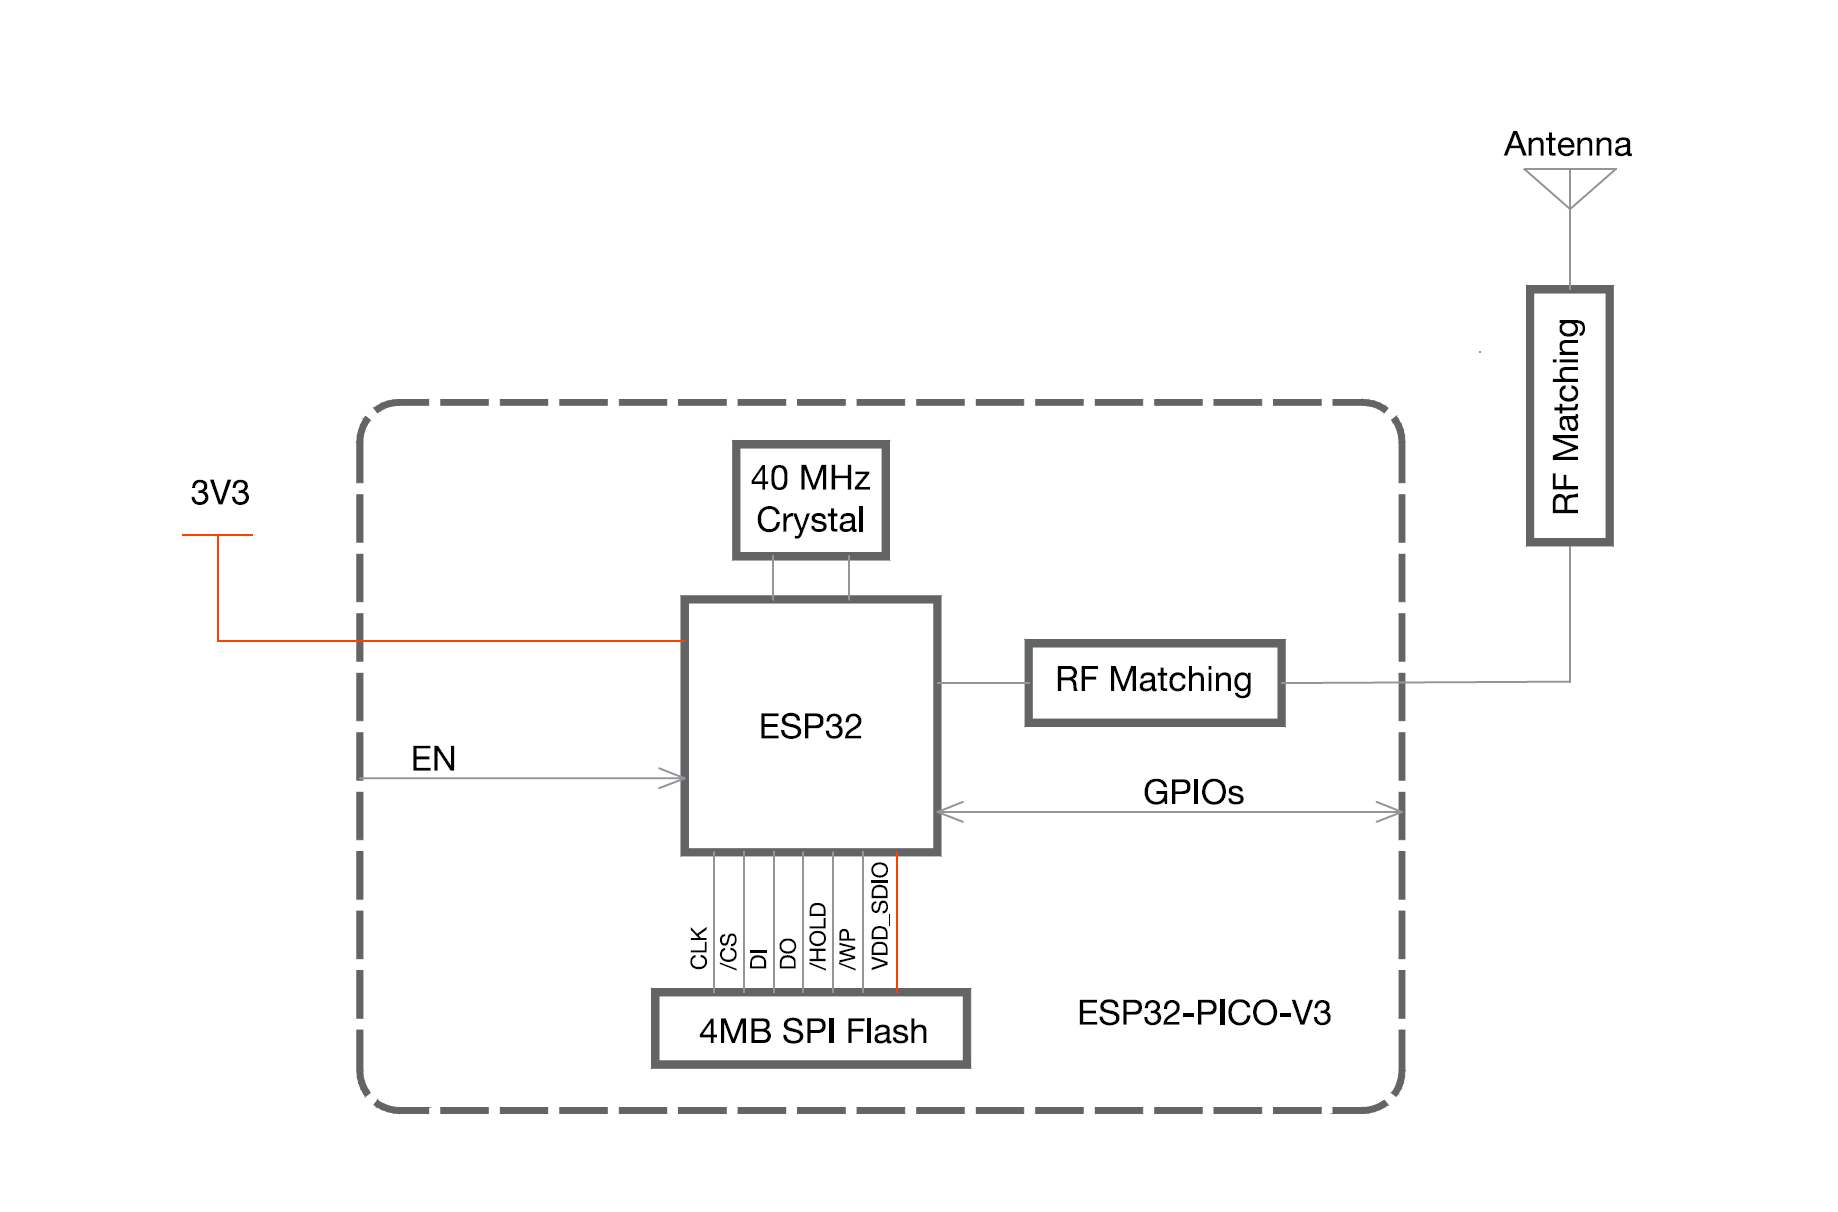 Antenna
RF Matching
40 MHz
Crystal
3V3
RF Matching
ESP32
EN
GPIOs
CLK
/CS
DI
DO
/HOLD
/WP
VDD_SDIO
4MB SPI Flash
ESP32-PICO-V3